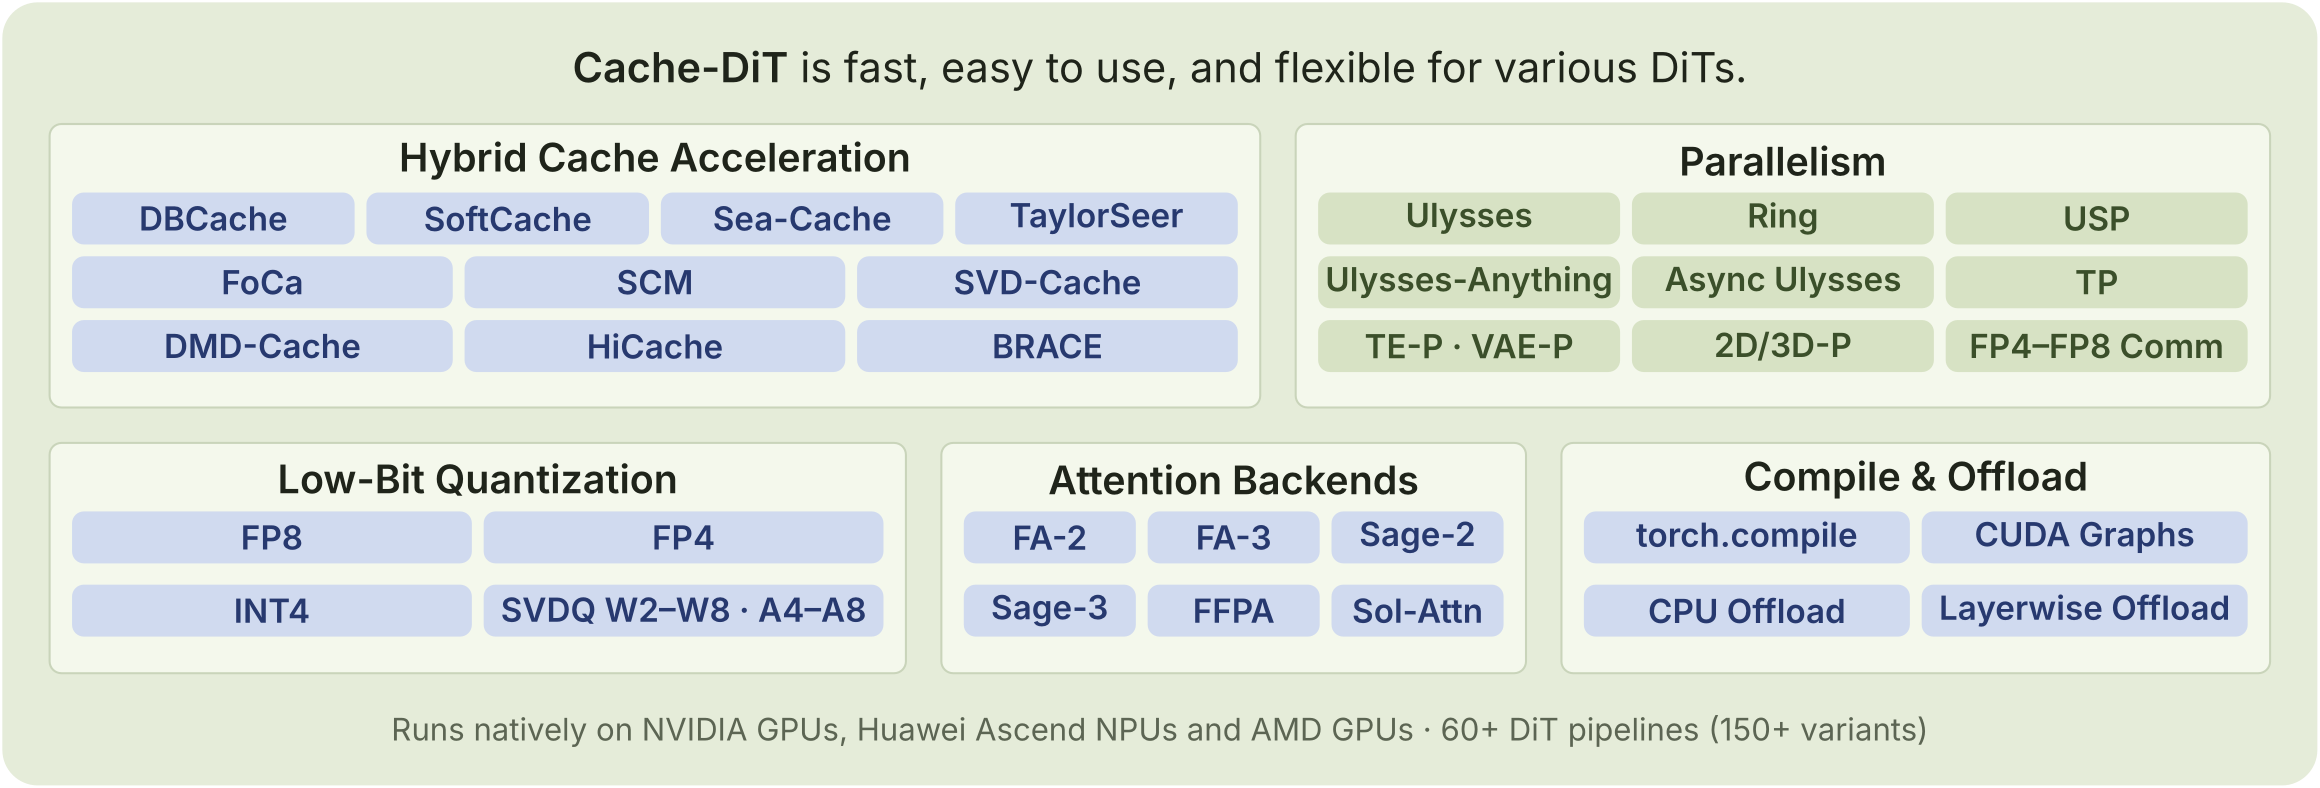 Cache-DiT is fast, easy to use, and flexible for various DiTs.
Hybrid Cache Acceleration
DBCache
SoftCache
Sea-Cache
TaylorSeer
FoCa
SCM
SVD-Cache
DMD-Cache
HiCache
BRACE
Parallelism
Ulysses
Ring
USP
Ulysses-Anything
Async Ulysses
TP
TE-P · VAE-P
2D/3D-P
FP4–FP8 Comm
Low-Bit Quantization
FP8
FP4
INT4
SVDQ W2–W8 · A4–A8
Attention Backends
FA-2
FA-3
Sage-2
Sage-3
FFPA
Sol-Attn
Compile & Offload
torch.compile
CUDA Graphs
CPU Offload
Layerwise Offload
Runs natively on NVIDIA GPUs, Huawei Ascend NPUs and AMD GPUs · 60+ DiT pipelines (150+ variants)